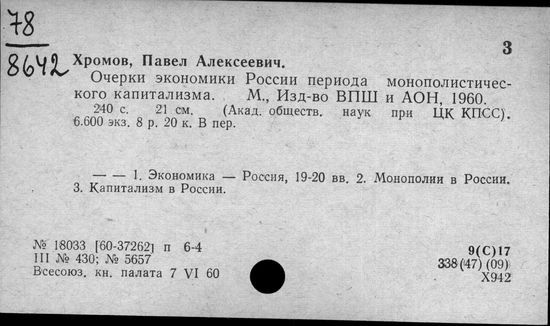 78
8642
3
Хромов, Павел Алексеевич.
Очерки экономики России периода монополистичес-
кого капитализма. М., Изд-во ВПШ и АОН, 1960.
240 с. 21 см. (Акад. обществ. наук при ЦК КПСС).
6.600 экз. 8 р. 20 к. В пер.
— — 1. Экономика — Россия, 19-20 вв. 2. Монополии в России.
3. Капитализм в России.
№ 18033 [60-37262] п 6-4
III № 430; № 5657
Всесоюз. кн. палата 7 VI 60
9(С)17
338(47) (09)
Х942